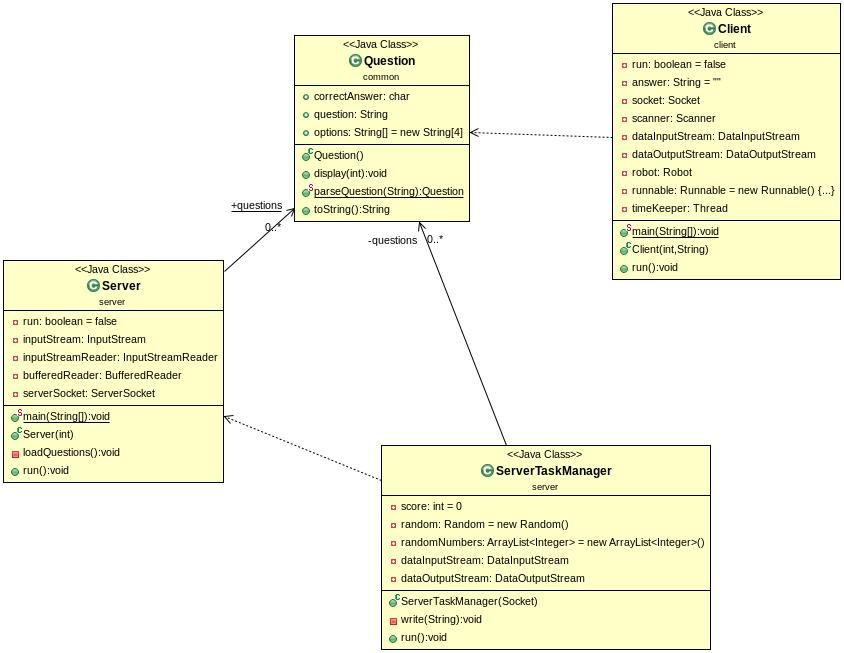 <<Java Class>>
Question
common
correctAnswer: char
question: String
options: String[] = new String[4]
Question()
display(int):void
parseQuestion(String):Question
toString():String
<<Java Class>>
Client
client
run: boolean = false
answer: String = ""
socket: Socket
scanner: Scanner
dataInputStream: DataInputStream
dataOutputStream: DataOutputStream
robot: Robot
runnable: Runnable = new Runnable() {...}
timeKeeper: Thread
main(String[]):void
Client(int,String)
run():void
+questions
0..*
-questions
0..*
<<Java Class>>
Server
server
run: boolean = false
inputStream: InputStream
inputStreamReader: InputStreamReader
bufferedReader: BufferedReader
serverSocket: ServerSocket
main(String[]):void
Server(int)
loadQuestions():void
run():void
<<Java Class>>
ServerTaskManager
server
score: int = 0
random: Random = new Random()
randomNumbers: ArrayList<Integer> = new ArrayList<Integer>()
dataInputStream: DataInputStream
dataOutputStream: DataOutputStream
ServerTaskManager(Socket)
write(String):void
run():void